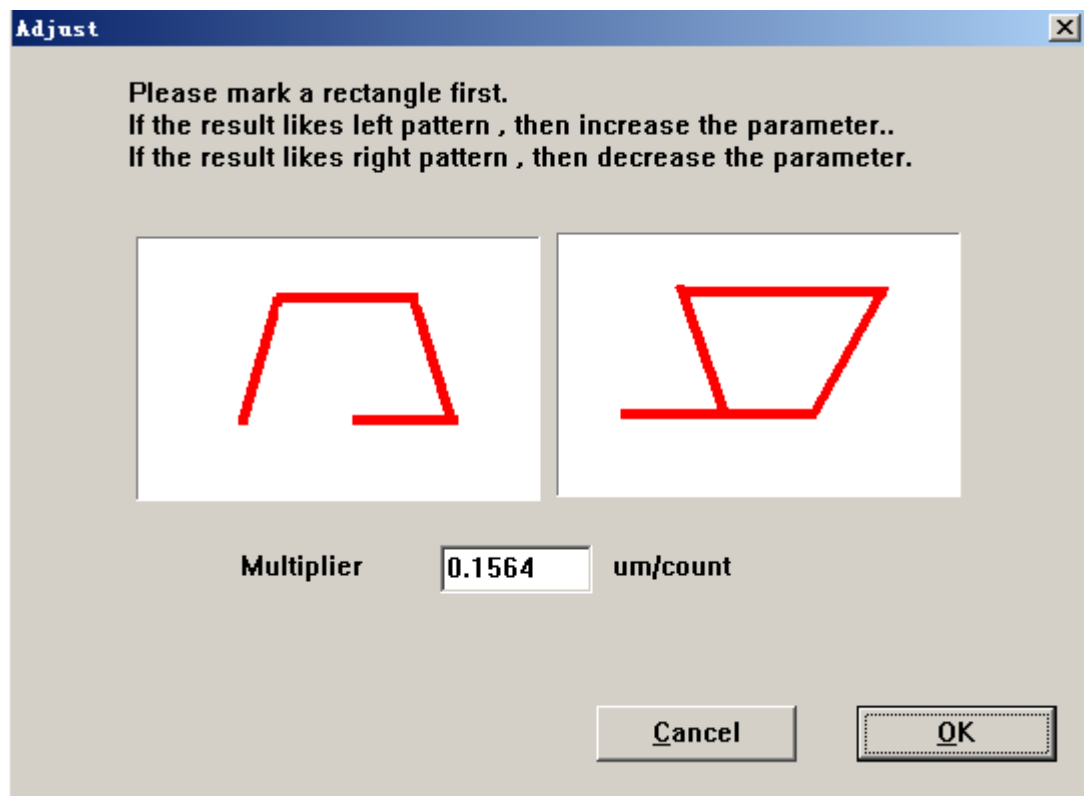 Adjust
Please mark a rectangle first.
If the result likes left pattern , then increase the parameter..
If the result likes right pattern , then decrease the parameter.
Multiplier 0.1564 um/count
Cancel OK